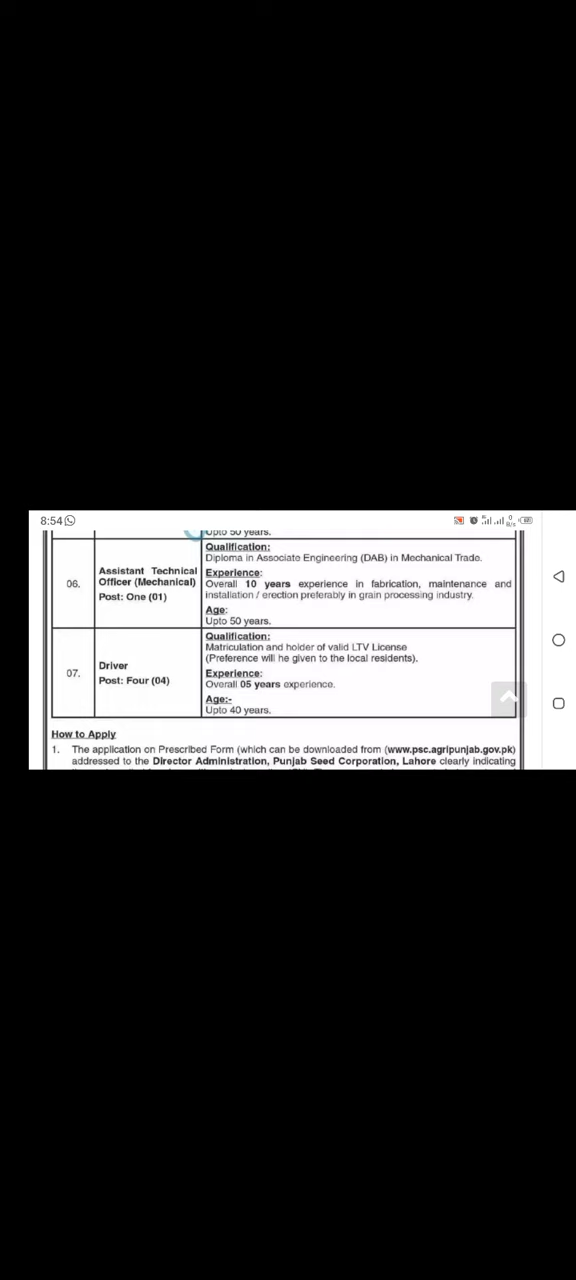 8:54
Upto 50 years.
06.
Assistant Technical
Officer (Mechanical)
Post: One (01)
Qualification:
Diploma in Associate Engineering (DAB) in Mechanical Trade.
Experience:
Overall 10 years experience in fabrication, maintenance and
installation / erection preferably in grain processing industry.
Age:
Upto 50 years.
07.
Driver
Post: Four (04)
Qualification:
Matriculation and holder of valid LTV License
(Preference will he given to the local residents).
Experience:
Overall 05 years experience.
Age:-
Upto 40 years.
How to Apply
1. The application on Prescribed Form (which can be downloaded from (www.psc.agripunjab.gov.pk)
addressed to the Director Administration, Punjab Seed Corporation, Lahore clearly indicating